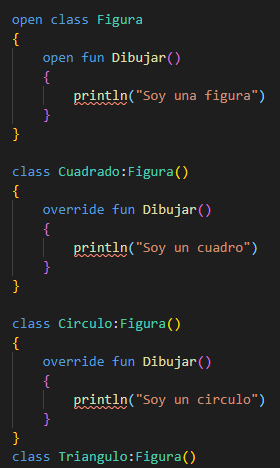 open class Figura
{
open fun Dibujar()
{
println("Soy una figura")
}
}
class Cuadrado:Figura()
{
override fun Dibujar()
{
println("Soy un cuadro")
}
}
class Circulo:Figura()
{
override fun Dibujar()
{
println("Soy un circulo")
}
}
class Triangulo:Figura()